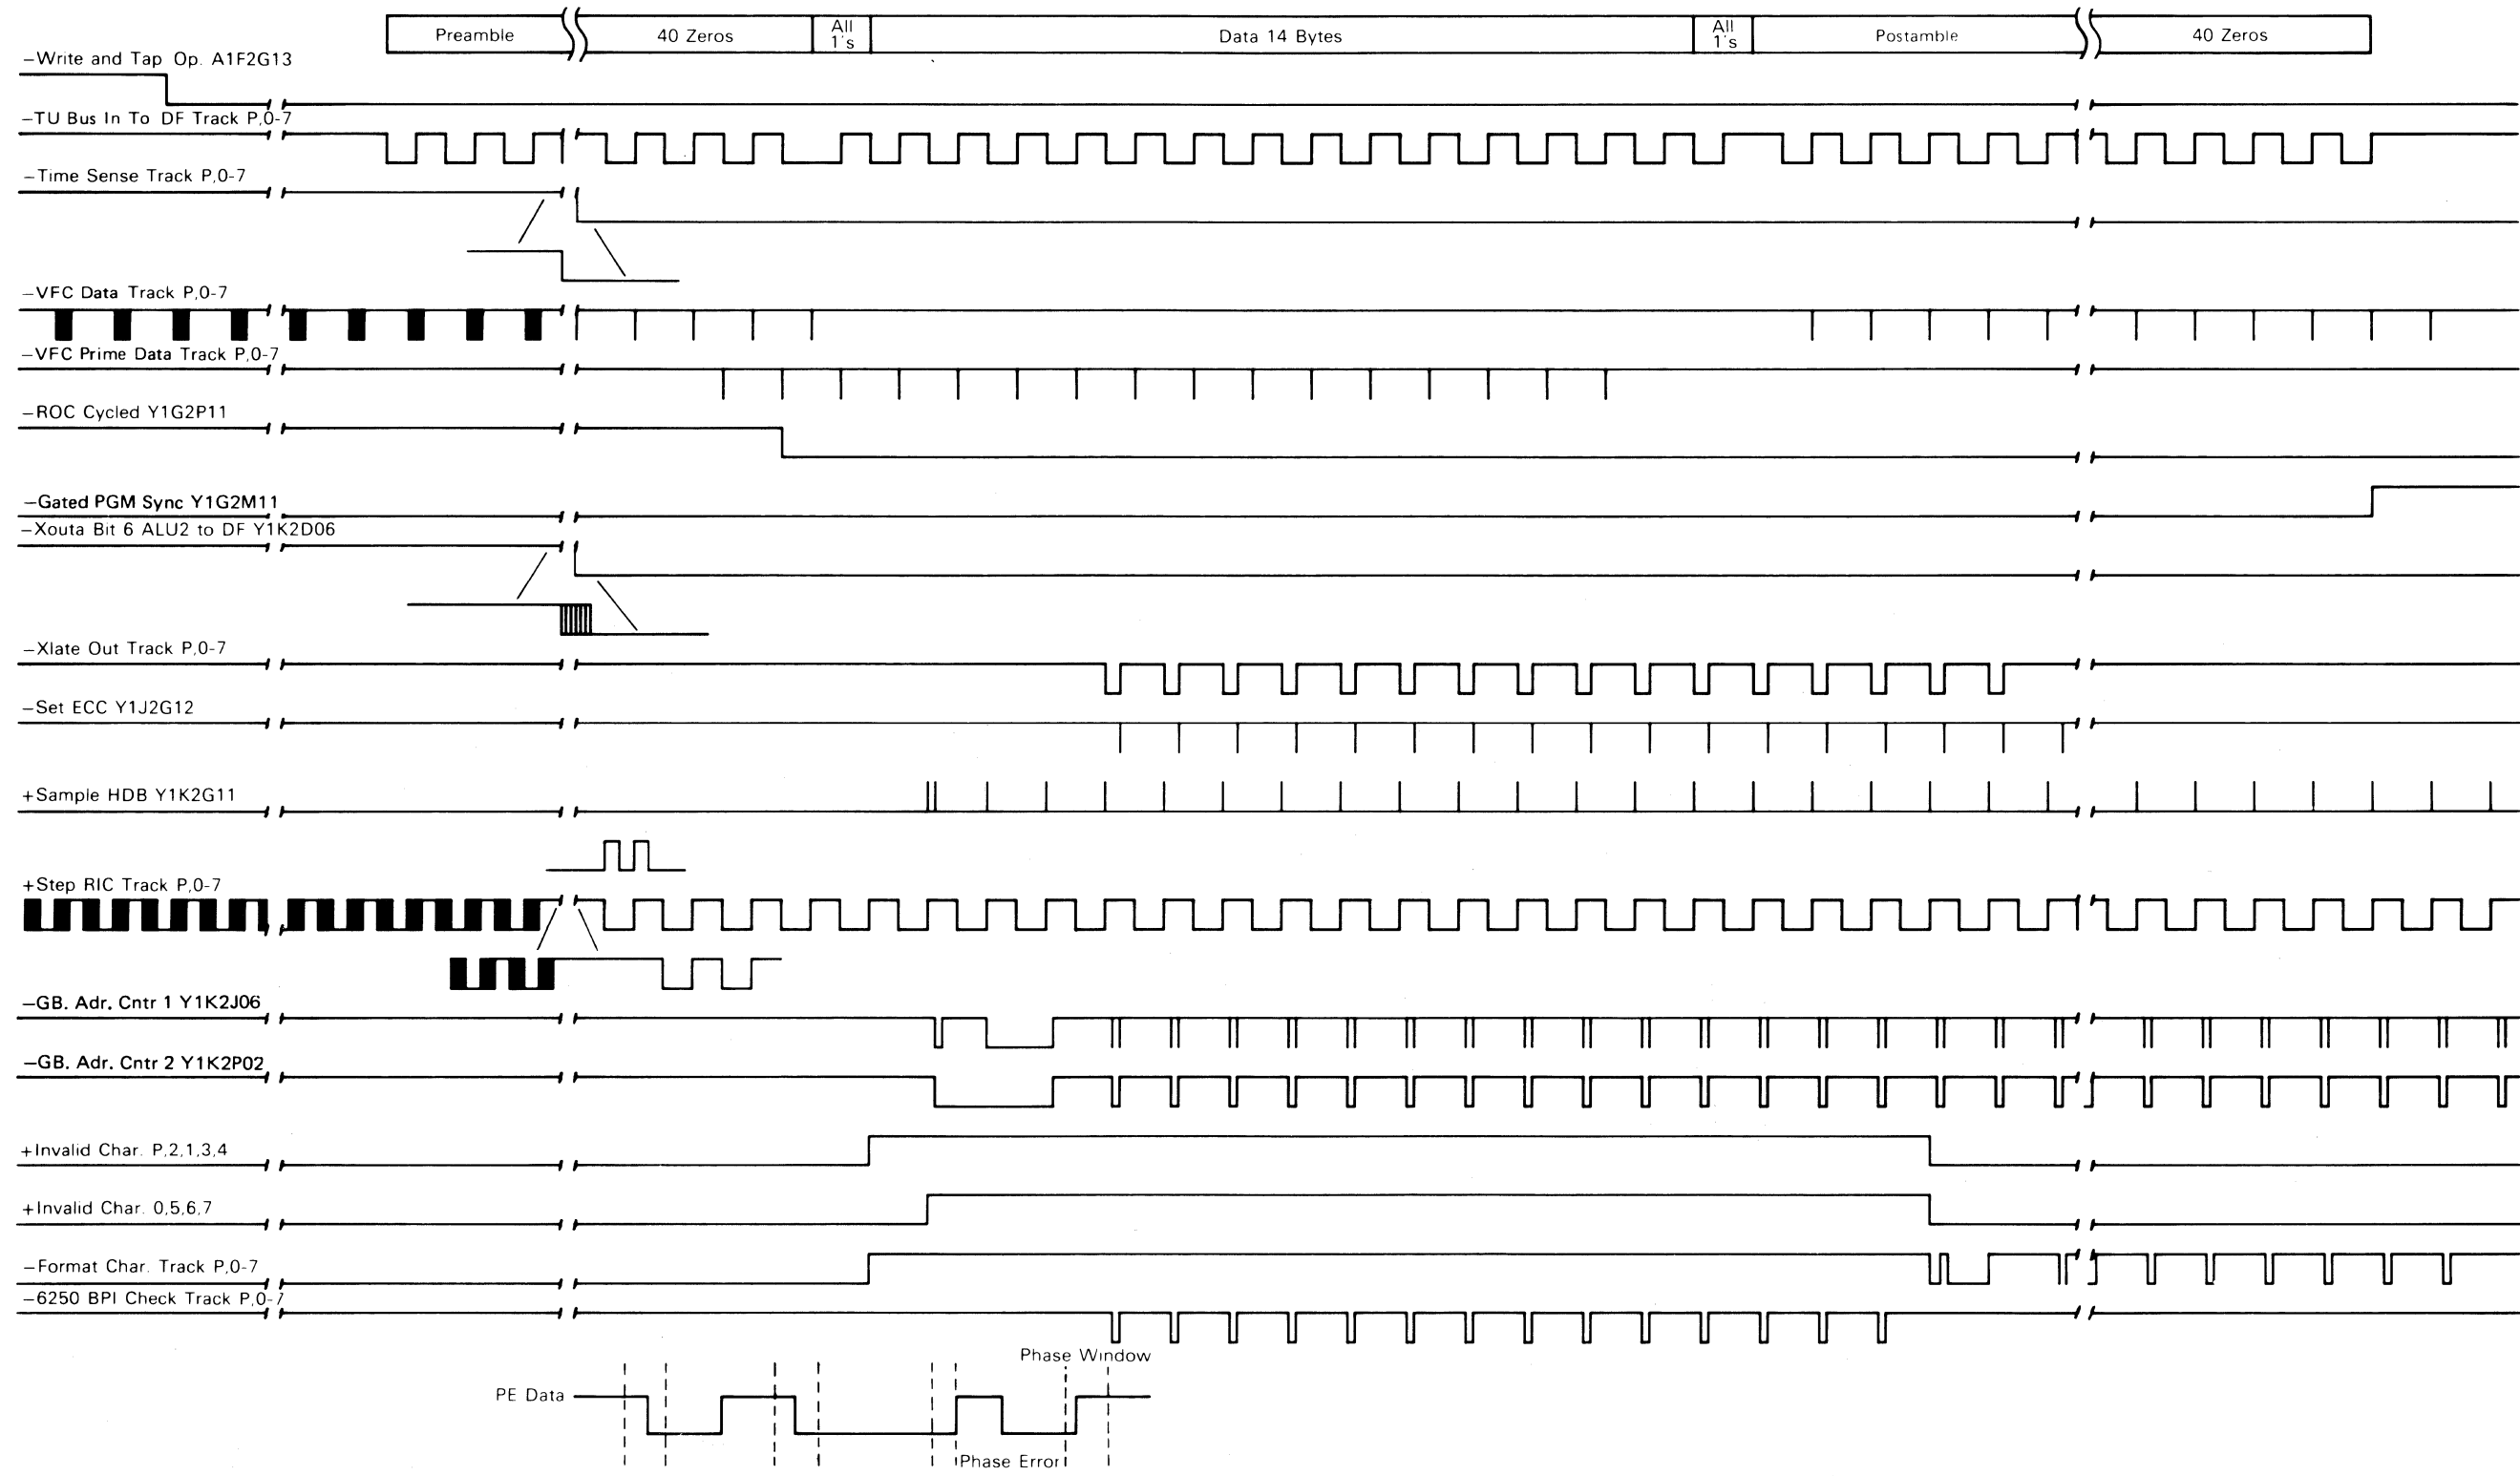 Preamble 40 Zeros All 1's Data 14 Bytes All 1's Postamble 40 Zeros
−Write and Tap Op. A1F2G13
−TU Bus In To DF Track P,0-7
−Time Sense Track P,0-7
−VFC Data Track P,0-7
−VFC Prime Data Track P,0-7
−ROC Cycled Y1G2P11
−Gated PGM Sync Y1G2M11
−Xouta Bit 6 ALU2 to DF Y1K2D06
−Xlate Out Track P,0-7
−Set ECC Y1J2G12
+Sample HDB Y1K2G11
+Step RIC Track P,0-7
−GB. Adr. Cntr 1 Y1K2J06
−GB. Adr. Cntr 2 Y1K2P02
+Invalid Char. P,2,1,3,4
+Invalid Char. 0,5,6,7
−Format Char. Track P,0-7
−6250 BPI Check Track P,0-7
Phase Window
PE Data
Phase Error